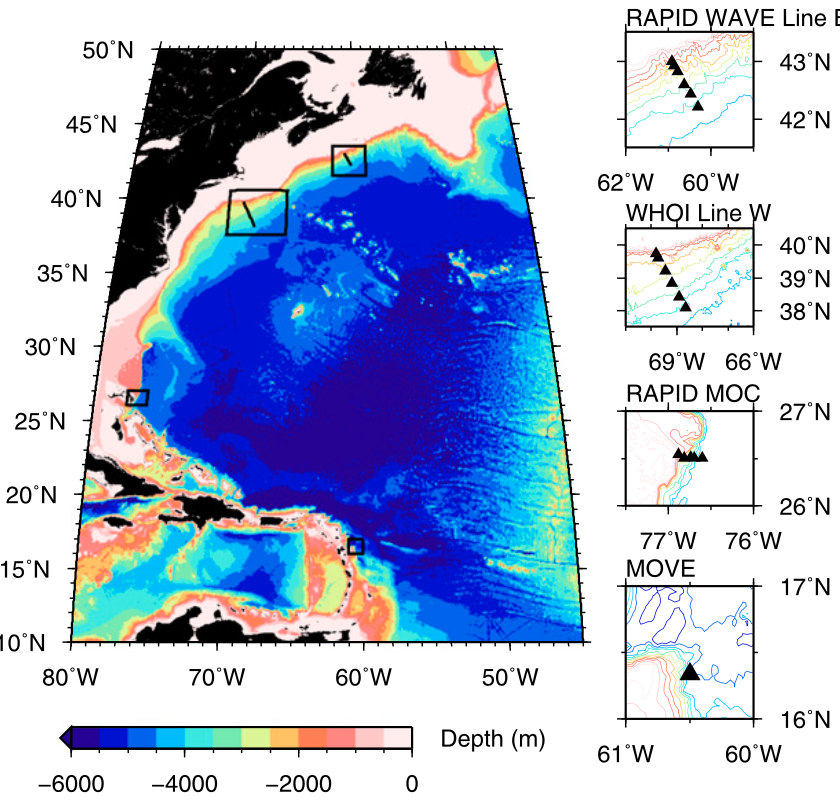 50°N
45°N
40°N
35°N
30°N
25°N
20°N
15°N
10°N
80°W 70°W 60°W 50°W
Depth (m)
−6000 −4000 −2000 0
RAPID WAVE Line B
43°N
42°N
62°W 60°W
WHOI Line W
40°N
39°N
38°N
69°W 66°W
RAPID MOC
27°N
26°N
77°W 76°W
MOVE
17°N
16°N
61°W 60°W